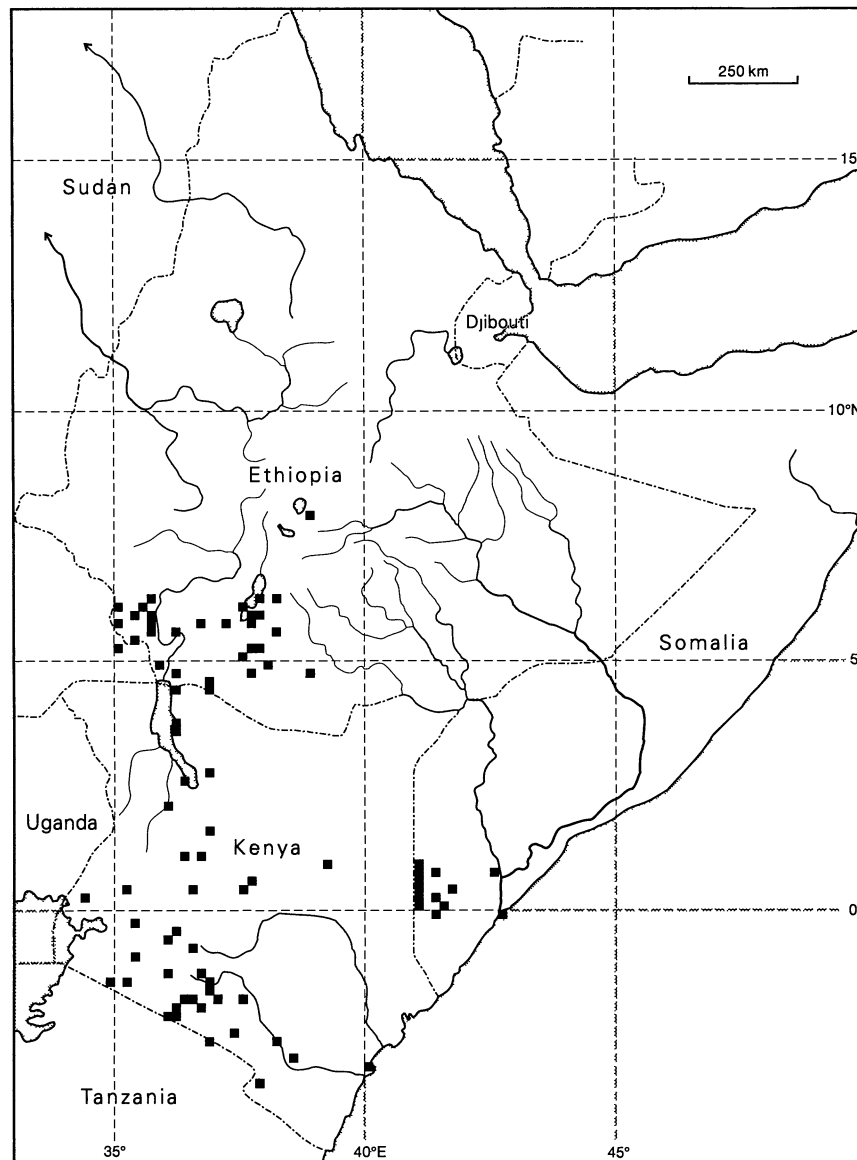 250 km
15
Sudan
Djibouti
10°N
Ethiopia
Somalia
5
Uganda
Kenya
0
Tanzania
35°
40°E
45°